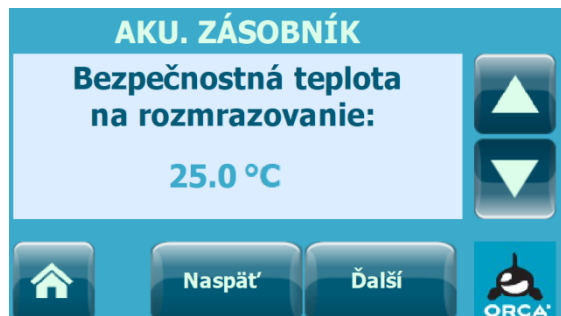 AKU. ZÁSOBNÍK
Bezpečnostná teplota
na rozmrazovanie:
25.0 °C
Naspäť
Ďalší
ORCA